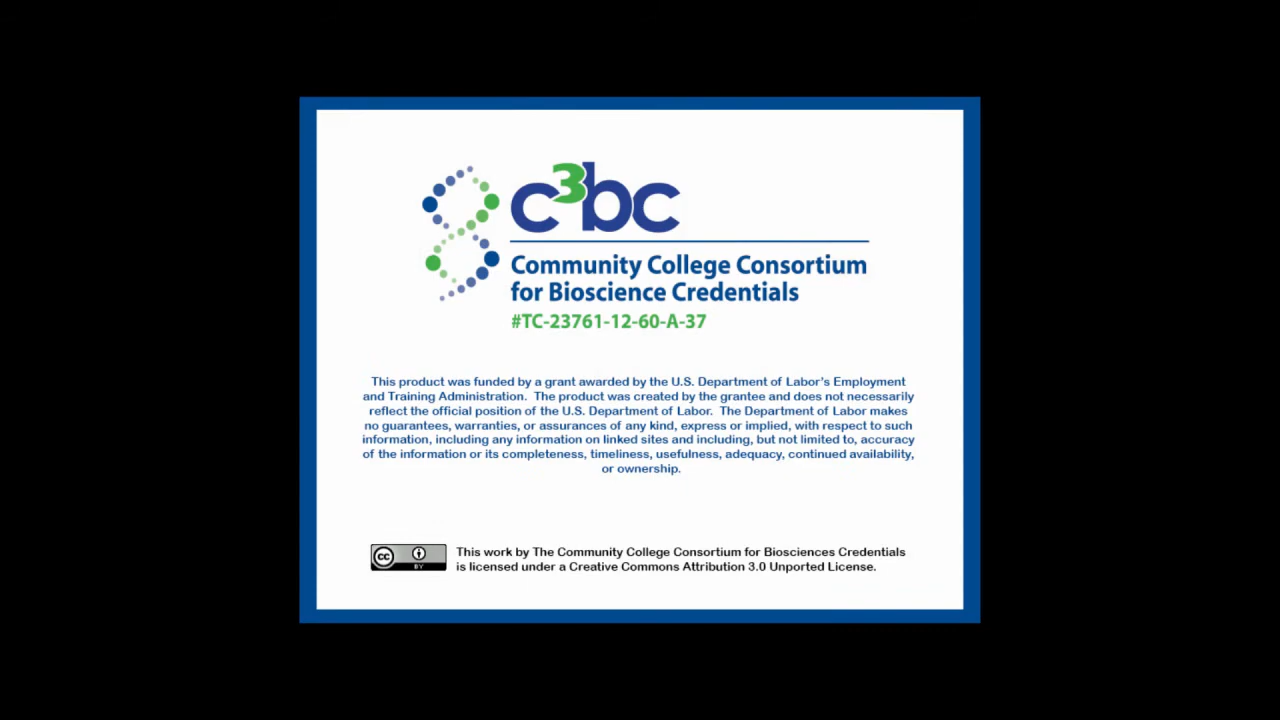 c3bc
Community College Consortium
for Bioscience Credentials
#TC-23761-12-60-A-37
This product was funded by a grant awarded by the U.S. Department of Labor's Employment
and Training Administration. The product was created by the grantee and does not necessarily
reflect the official position of the U.S. Department of Labor. The Department of Labor makes
no guarantees, warranties, or assurances of any kind, express or implied, with respect to such
information, including any information on linked sites and including, but not limited to, accuracy
of the information or its completeness, timeliness, usefulness, adequacy, continued availability,
or ownership.
cc BY
This work by The Community College Consortium for Biosciences Credentials
is licensed under a Creative Commons Attribution 3.0 Unported License.